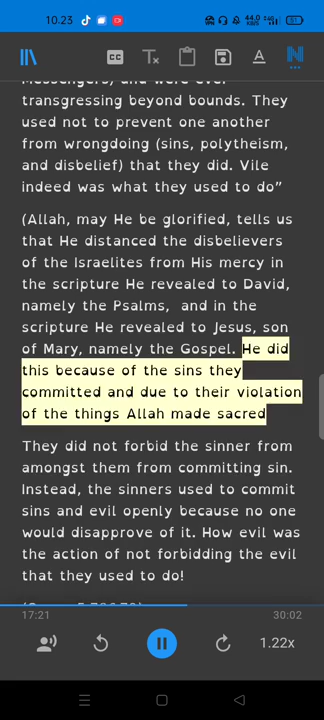 10.23
CC
Messengers) and were ever
transgressing beyond bounds. They
used not to prevent one another
from wrongdoing (sins, polytheism,
and disbelief) that they did. Vile
indeed was what they used to do”
(Allah, may He be glorified, tells us
that He distanced the disbelievers
of the Israelites from His mercy in
the scripture He revealed to David,
namely the Psalms, and in the
scripture He revealed to Jesus, son
of Mary, namely the Gospel. He did
this because of the sins they
committed and due to their violation
of the things Allah made sacred
They did not forbid the sinner from
amongst them from committing sin.
Instead, the sinners used to commit
sins and evil openly because no one
would disapprove of it. How evil was
the action of not forbidding the evil
that they used to do!
17:21
30:02
1.22x